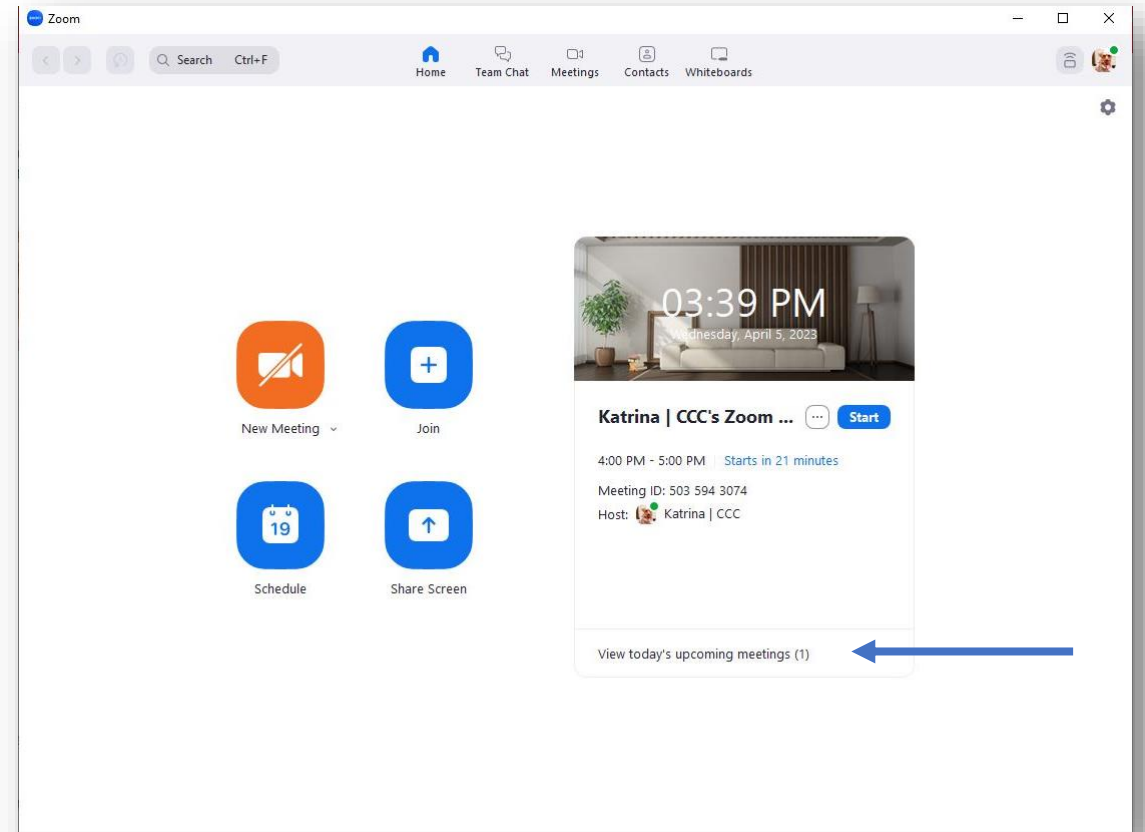 Zoom
Search Ctrl+F
Home
Team Chat
Meetings
Contacts
Whiteboards
03:39 PM
Wednesday, April 5, 2023
Katrina | CCC's Zoom ...
Start
4:00 PM - 5:00 PM
Starts in 21 minutes
Meeting ID: 503 594 3074
Host: Katrina | CCC
New Meeting
Join
19
Schedule
Share Screen
View today's upcoming meetings (1)